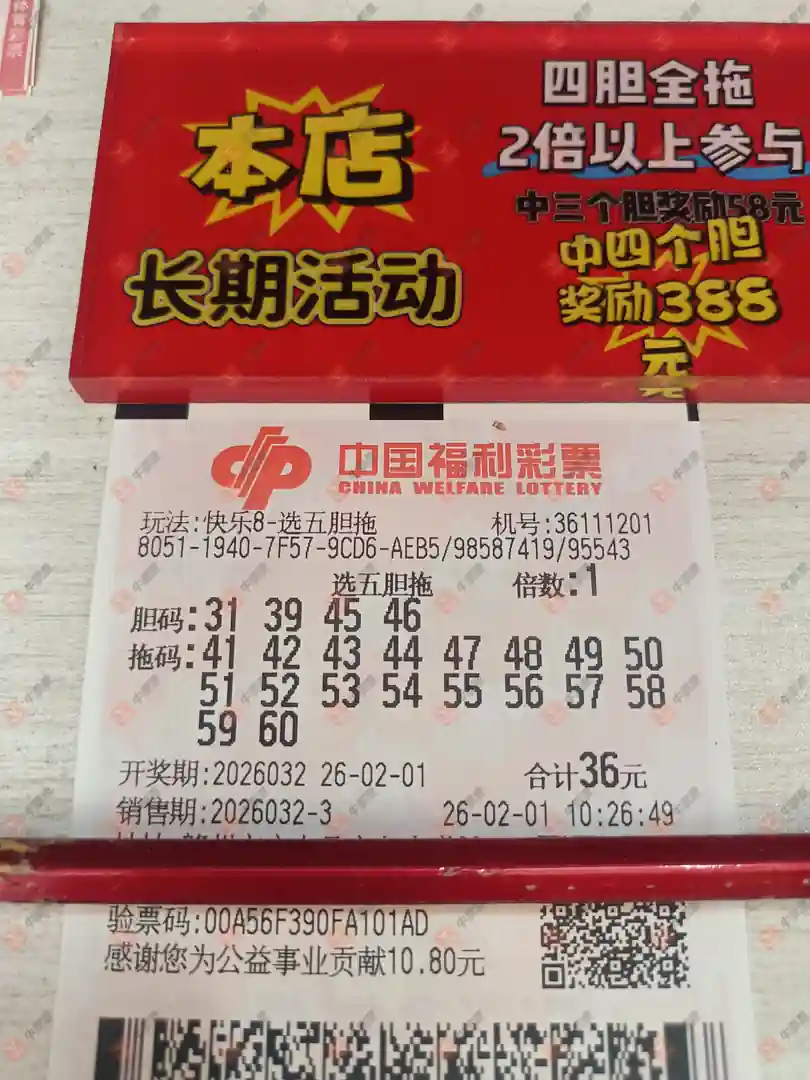 本店
长期活动
四胆全拖
2倍以上参与
中三个胆奖励58元
中四个胆
奖励388
元
中国福利彩票
CHINA WELFARE LOTTERY
玩法:快乐8-选五胆拖 机号:36111201
8051-1940-7F57-9CD6-AEB5/98587419/95543
选五胆拖 倍数:1
胆码:31 39 45 46
拖码:41 42 43 44 47 48 49 50
51 52 53 54 55 56 57 58
59 60
开奖期:2026032 26-02-01 合计36元
销售期:2026032-3 26-02-01 10:26:49
验票码:00A56F390FA101AD
感谢您为公益事业贡献10.80元